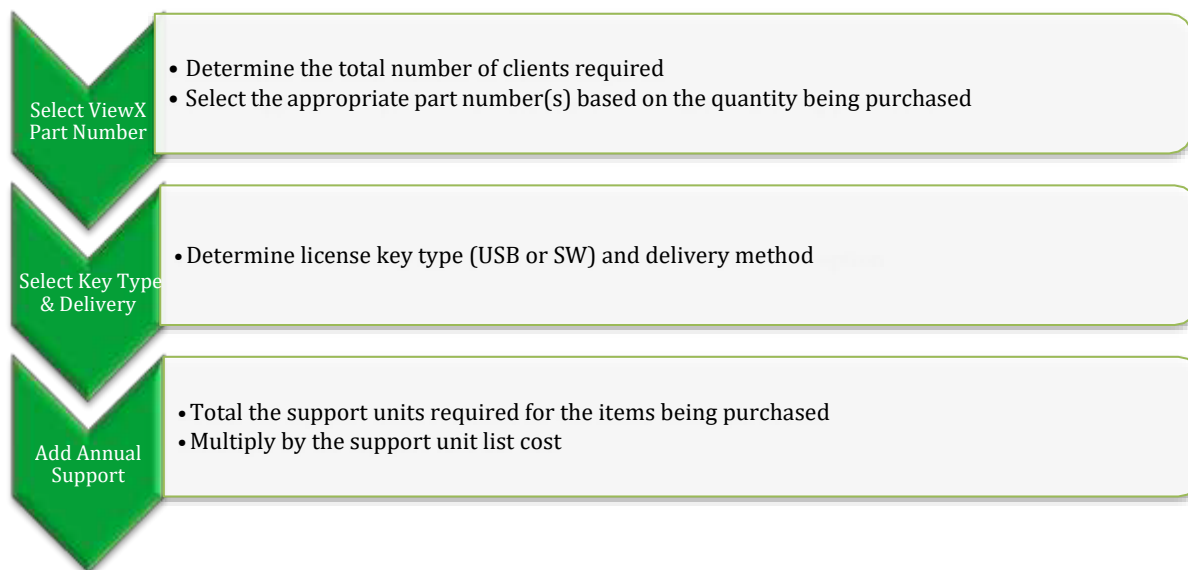 Select ViewX
Part Number
• Determine the total number of clients required
• Select the appropriate part number(s) based on the quantity being purchased
Select Key Type
& Delivery
• Determine license key type (USB or SW) and delivery method
Add Annual
Support
• Total the support units required for the items being purchased
• Multiply by the support unit list cost